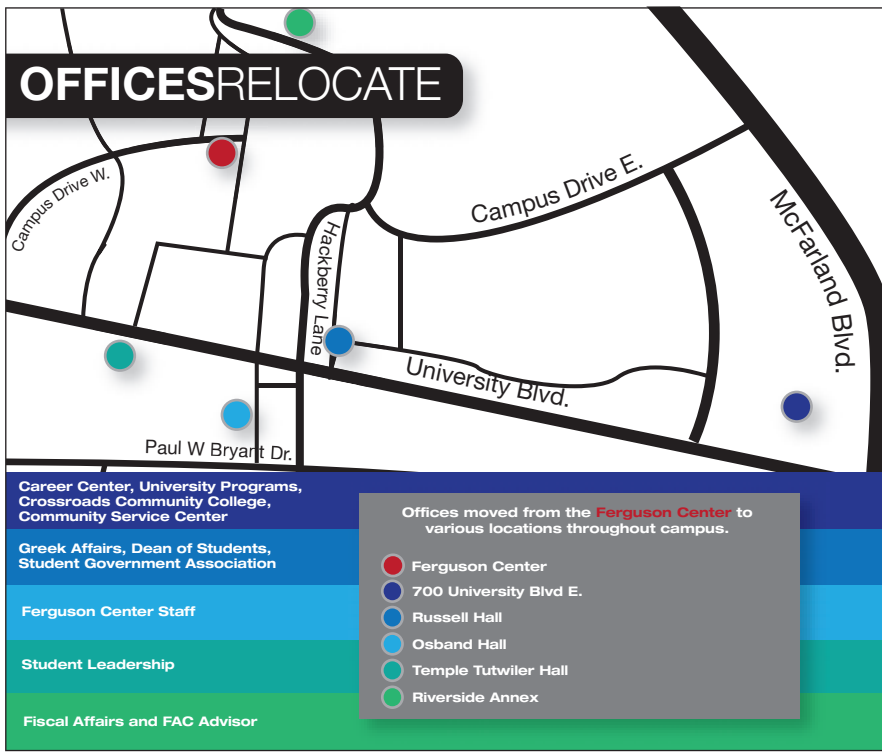 OFFICESRELOCATE
Campus Drive W.
Campus Drive E.
McFarland Blvd.
Hackberry Lane
University Blvd.
Paul W Bryant Dr.
Career Center, University Programs,
Crossroads Community College,
Community Service Center
Greek Affairs, Dean of Students,
Student Government Association
Ferguson Center Staff
Student Leadership
Fiscal Affairs and FAC Advisor
Offices moved from the Ferguson Center to
various locations throughout campus.
Ferguson Center
700 University Blvd E.
Russell Hall
Osband Hall
Temple Tutwiler Hall
Riverside Annex